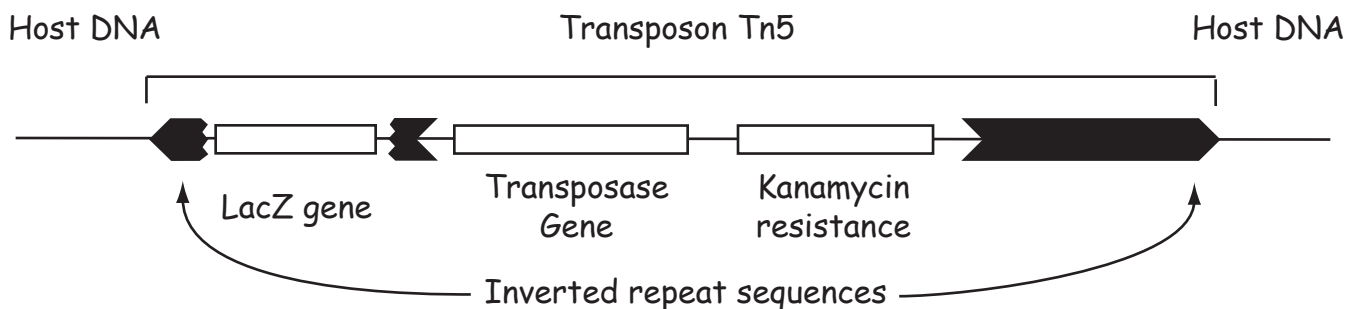 Host DNA
Transposon Tn5
Host DNA
LacZ gene
Transposase
Gene
Kanamycin
resistance
Inverted repeat sequences